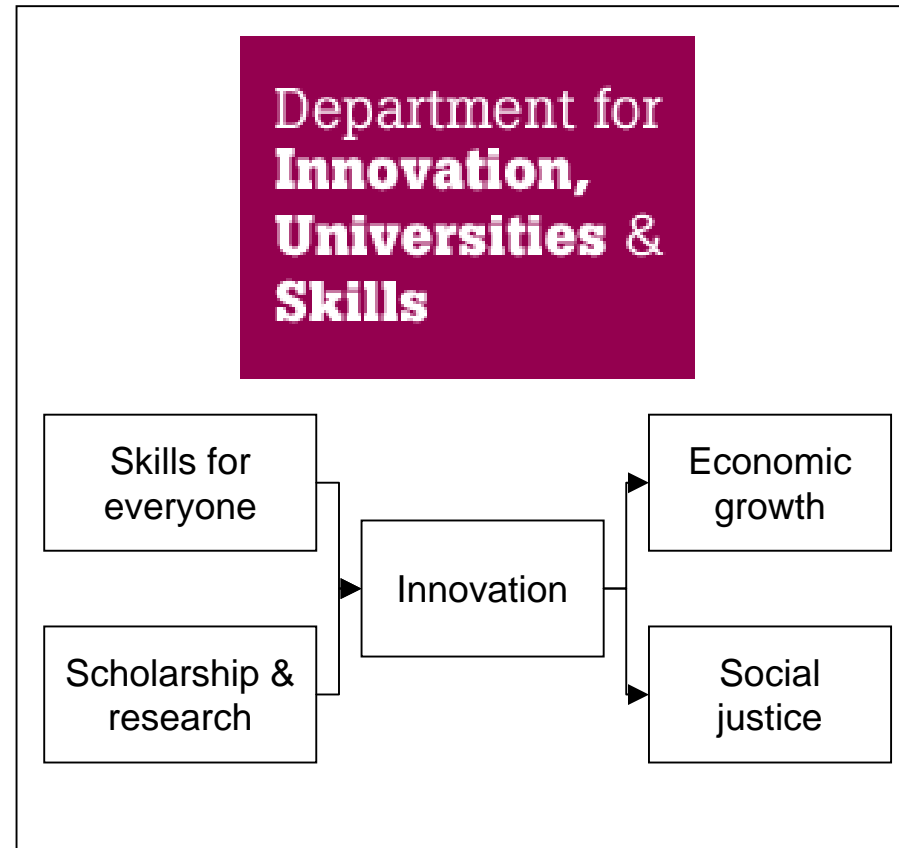 Department for
Innovation,
Universities &
Skills
Skills for
everyone
Scholarship &
research
Innovation
Economic
growth
Social
justice